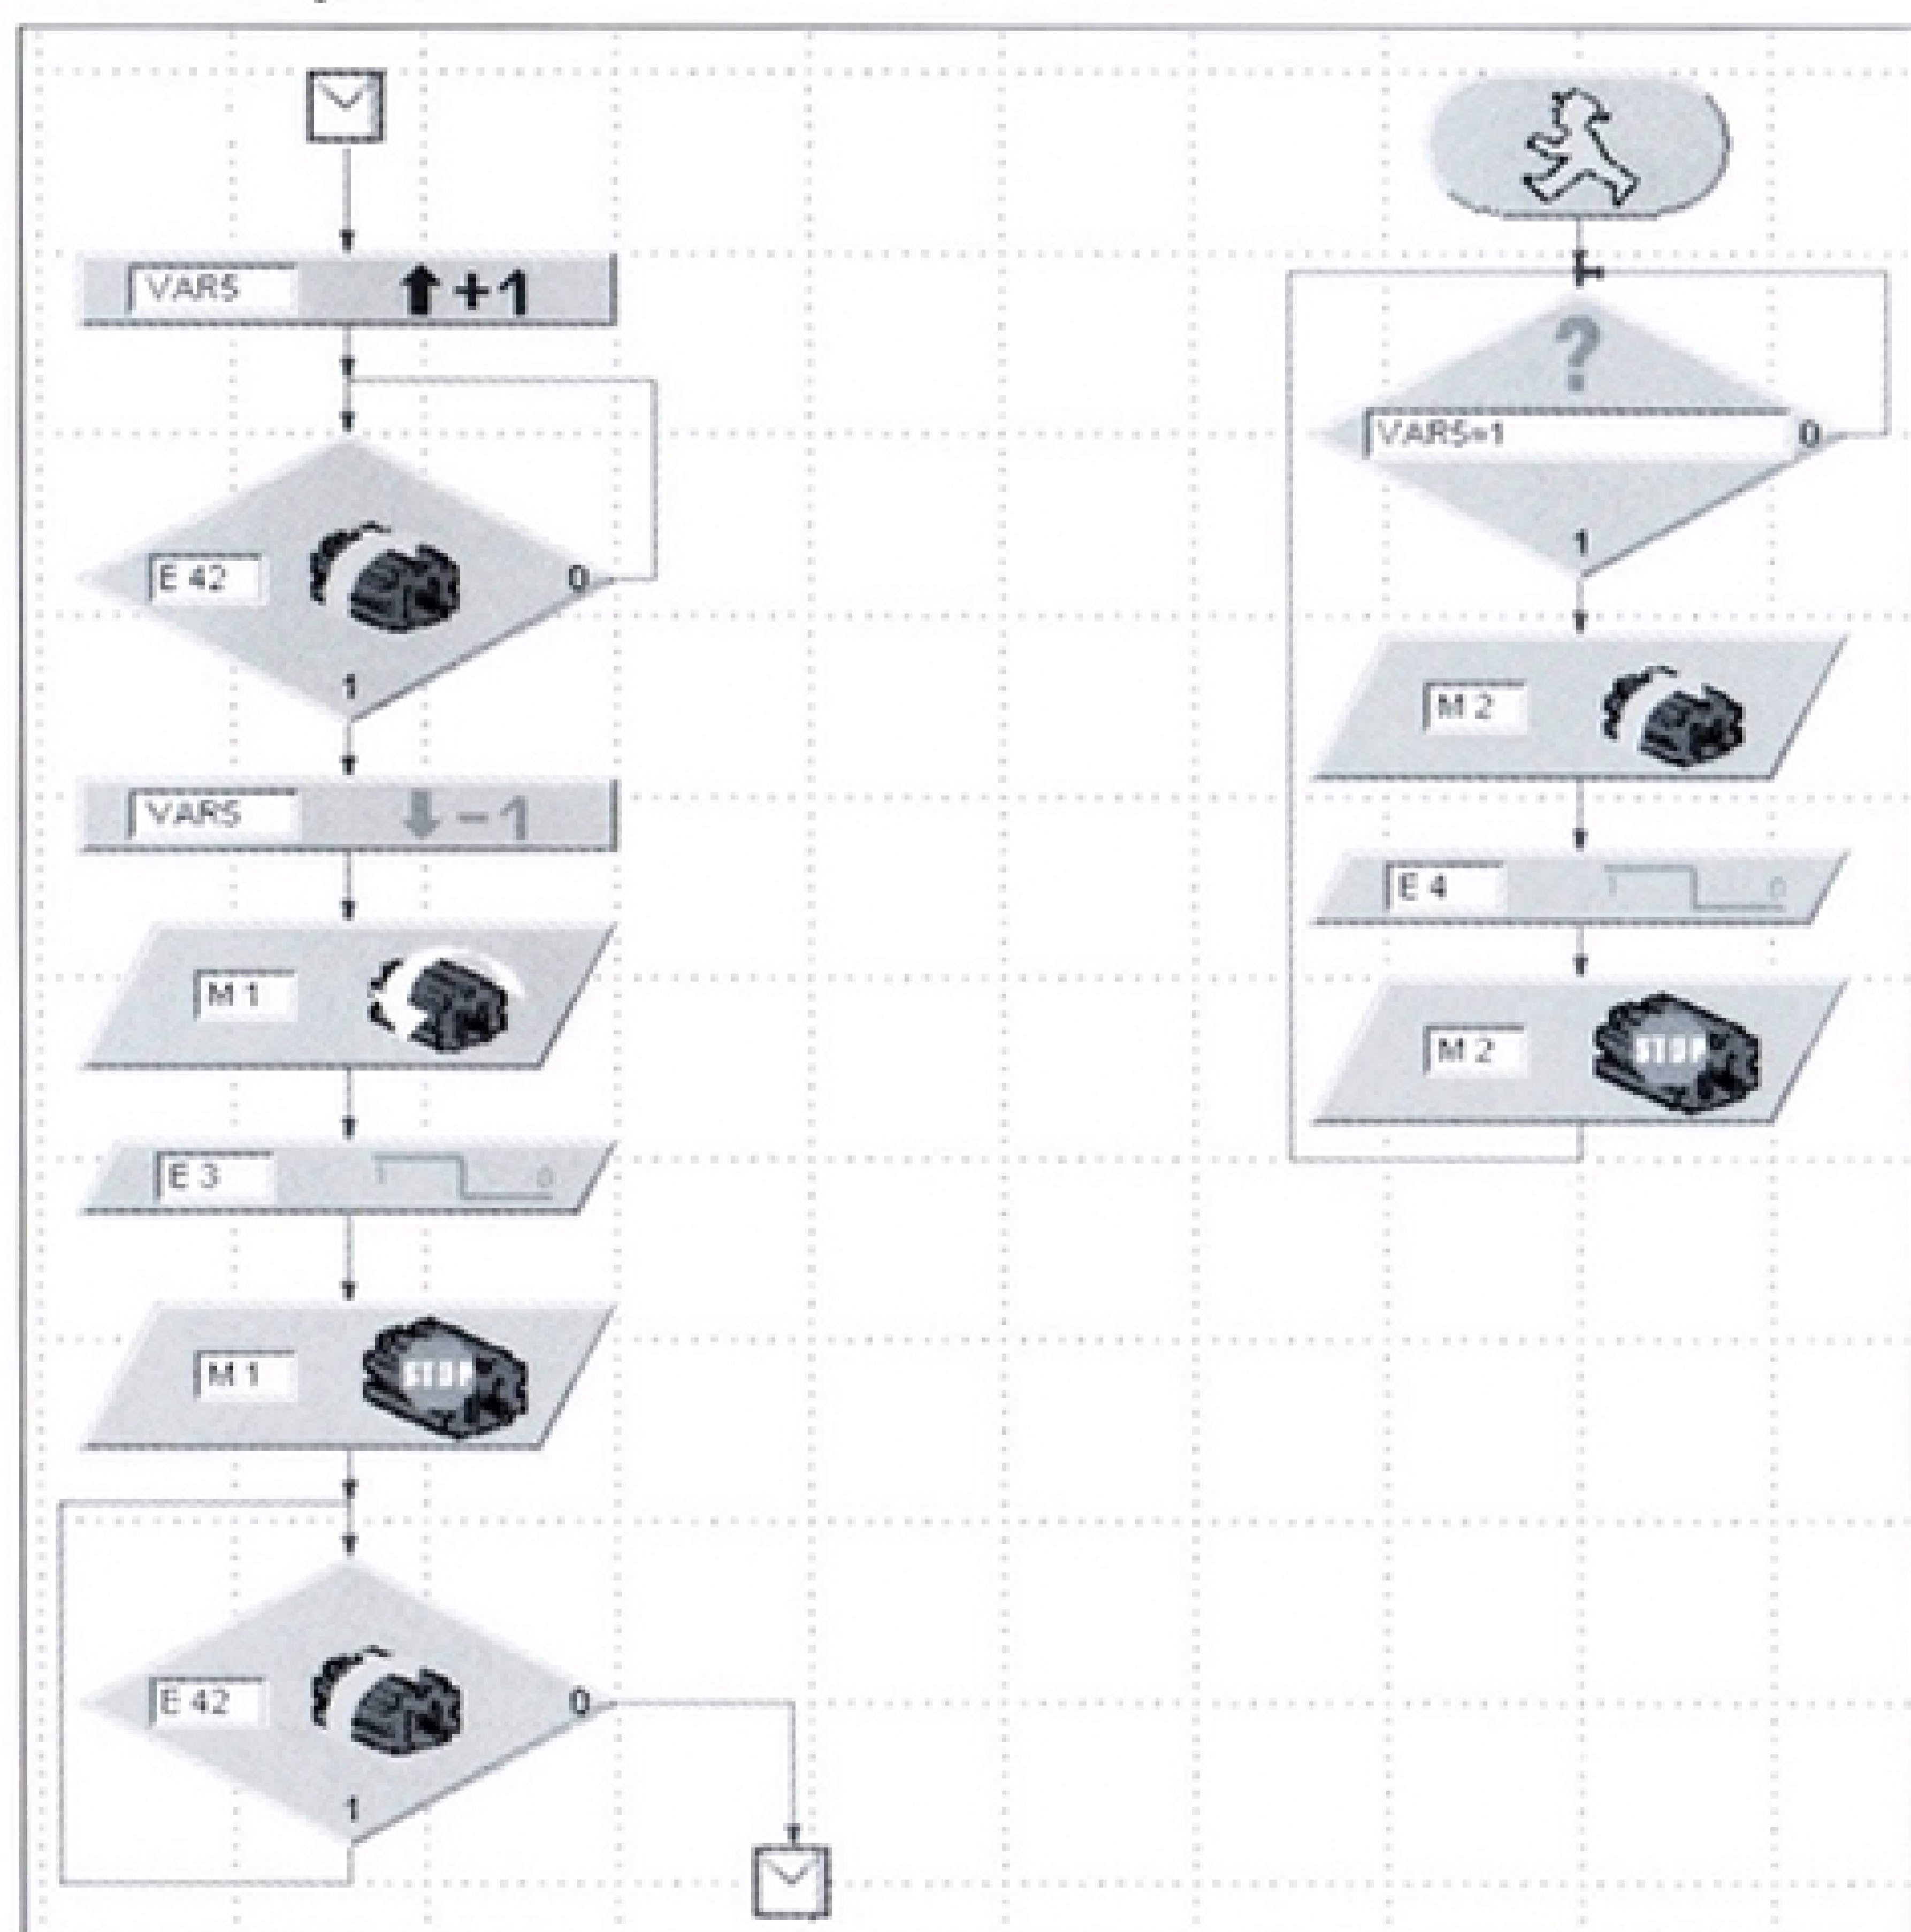 VAR5 +1
E 42
0
1
VAR5 -1
M 1
E 3 1 0
M 1 STOP
E 42
0
1
?
VAR5=1
0
1
M 2
E 4 1 0
M 2 STOP